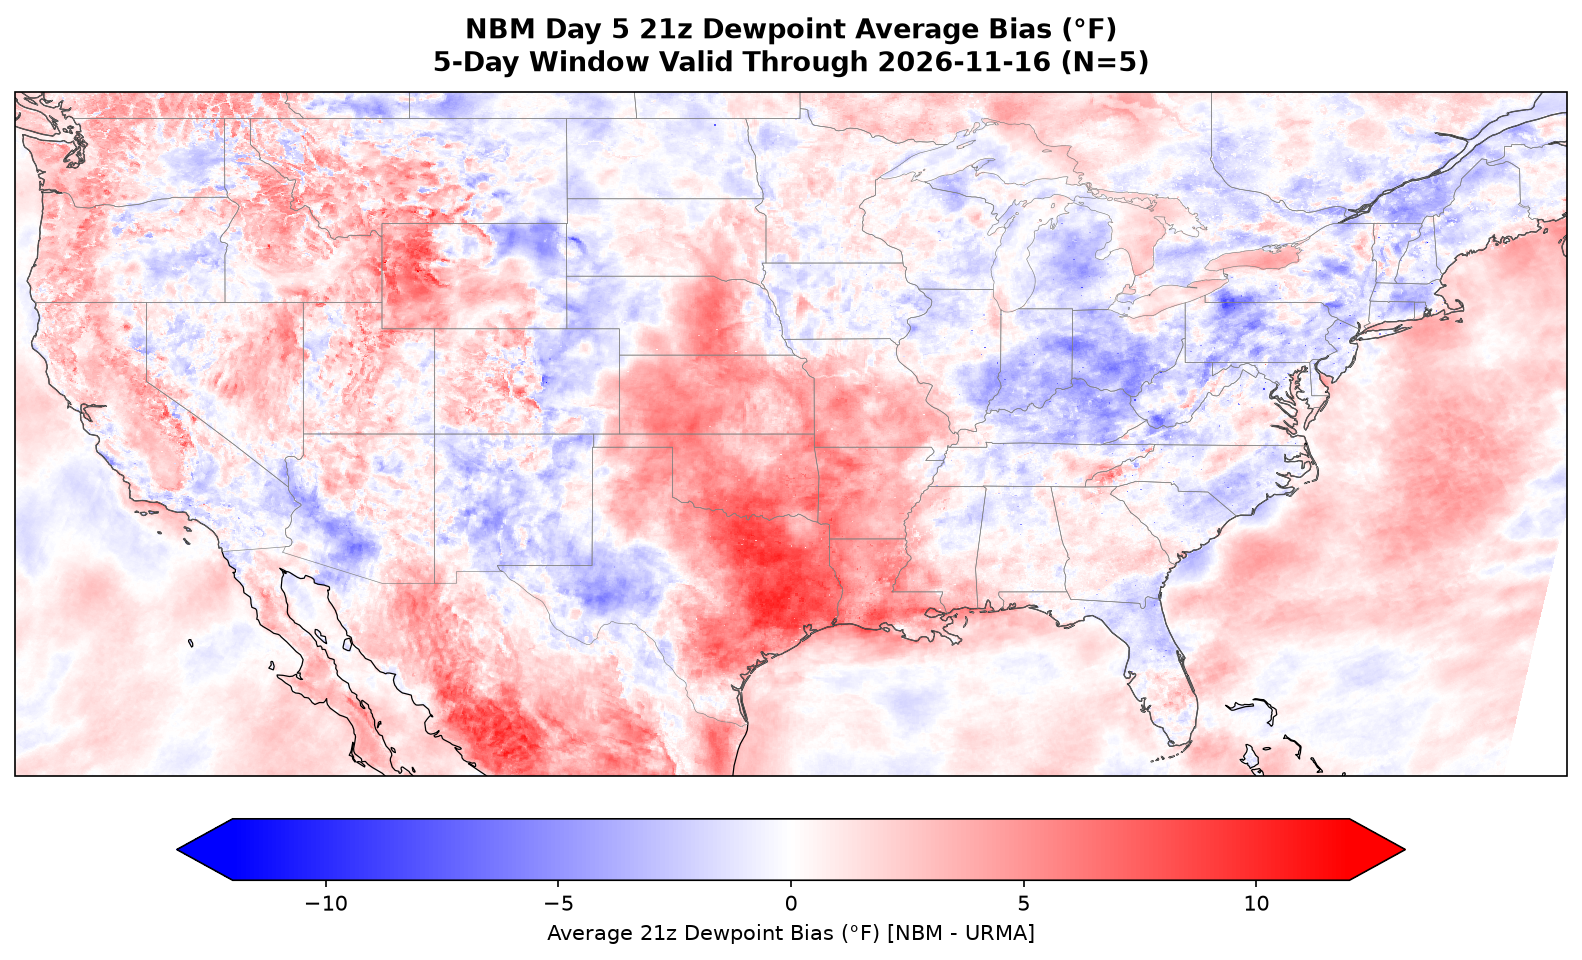 NBM Day 5 21z Dewpoint Average Bias (°F)
5-Day Window Valid Through 2026-11-16 (N=5)
−10 −5 0 5 10
Average 21z Dewpoint Bias (°F) [NBM - URMA]